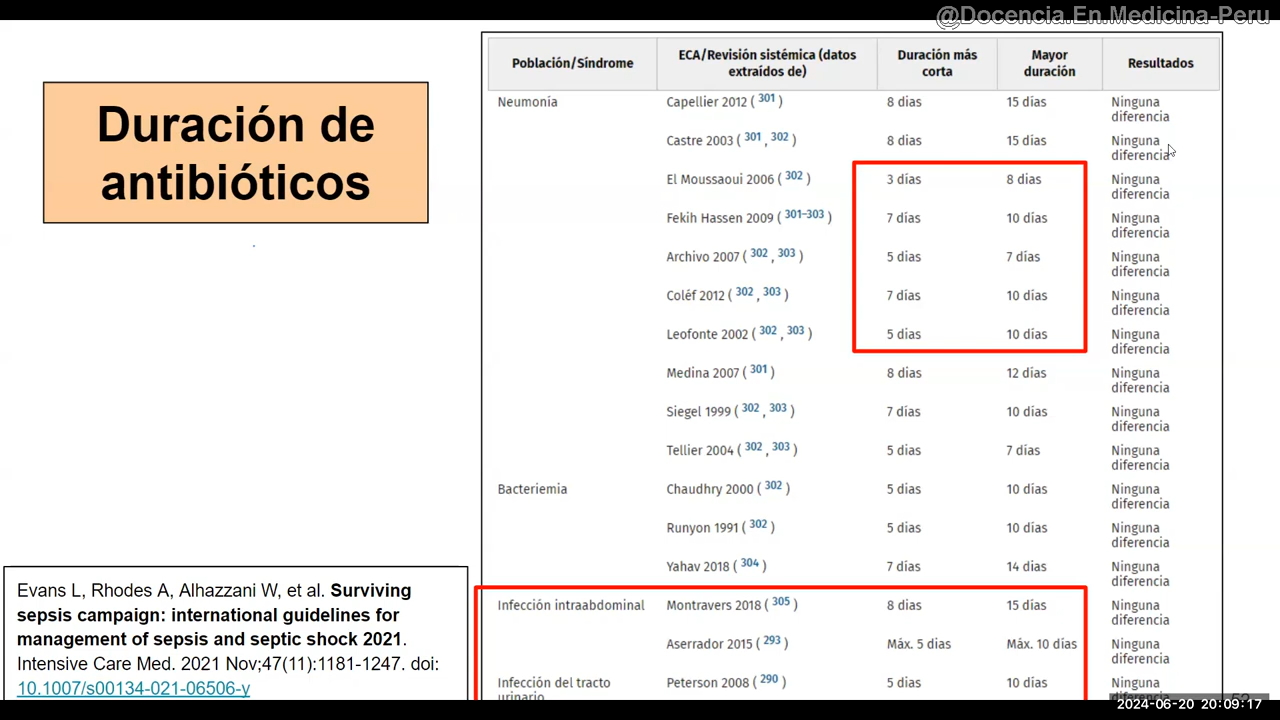 @Docencia.En.Medicina-Peru
Duración de
antibióticos
Población/Síndrome ECA/Revisión sistémica (datos extraídos de) Duración más corta Mayor duración Resultados
Neumonía Capellier 2012 ( 301 ) 8 días 15 días Ninguna diferencia
Castre 2003 ( 301 , 302 ) 8 días 15 días Ninguna diferencia
El Moussaoui 2006 ( 302 ) 3 días 8 días Ninguna diferencia
Fekih Hassen 2009 ( 301–303 ) 7 días 10 días Ninguna diferencia
Archivo 2007 ( 302 , 303 ) 5 días 7 días Ninguna diferencia
Coléf 2012 ( 302 , 303 ) 7 días 10 días Ninguna diferencia
Leofonte 2002 ( 302 , 303 ) 5 días 10 días Ninguna diferencia
Medina 2007 ( 301 ) 8 días 12 días Ninguna diferencia
Siegel 1999 ( 302 , 303 ) 7 días 10 días Ninguna diferencia
Tellier 2004 ( 302 , 303 ) 5 días 7 días Ninguna diferencia
Bacteriemia Chaudhry 2000 ( 302 ) 5 días 10 días Ninguna diferencia
Runyon 1991 ( 302 ) 5 días 10 días Ninguna diferencia
Yahav 2018 ( 304 ) 7 días 14 días Ninguna diferencia
Infección intraabdominal Montravers 2018 ( 305 ) 8 días 15 días Ninguna diferencia
Aserrador 2015 ( 293 ) Máx. 5 días Máx. 10 días Ninguna diferencia
Infección del tracto urinario Peterson 2008 ( 290 ) 5 días 10 días Ninguna
Evans L, Rhodes A, Alhazzani W, et al. Surviving
sepsis campaign: international guidelines for
management of sepsis and septic shock 2021.
Intensive Care Med. 2021 Nov;47(11):1181-1247. doi:
10.1007/s00134-021-06506-y
2024-06-20 20:09:17